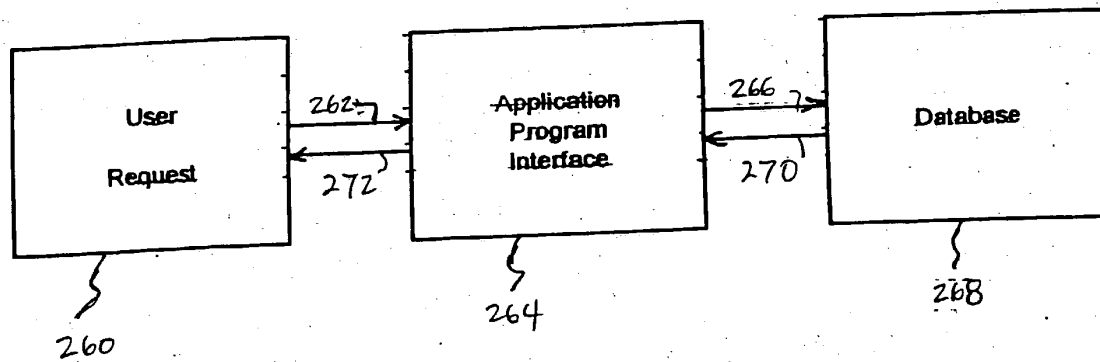 User
Request
262
272
Application
Program
Interface
266
270
Database
260
264
268